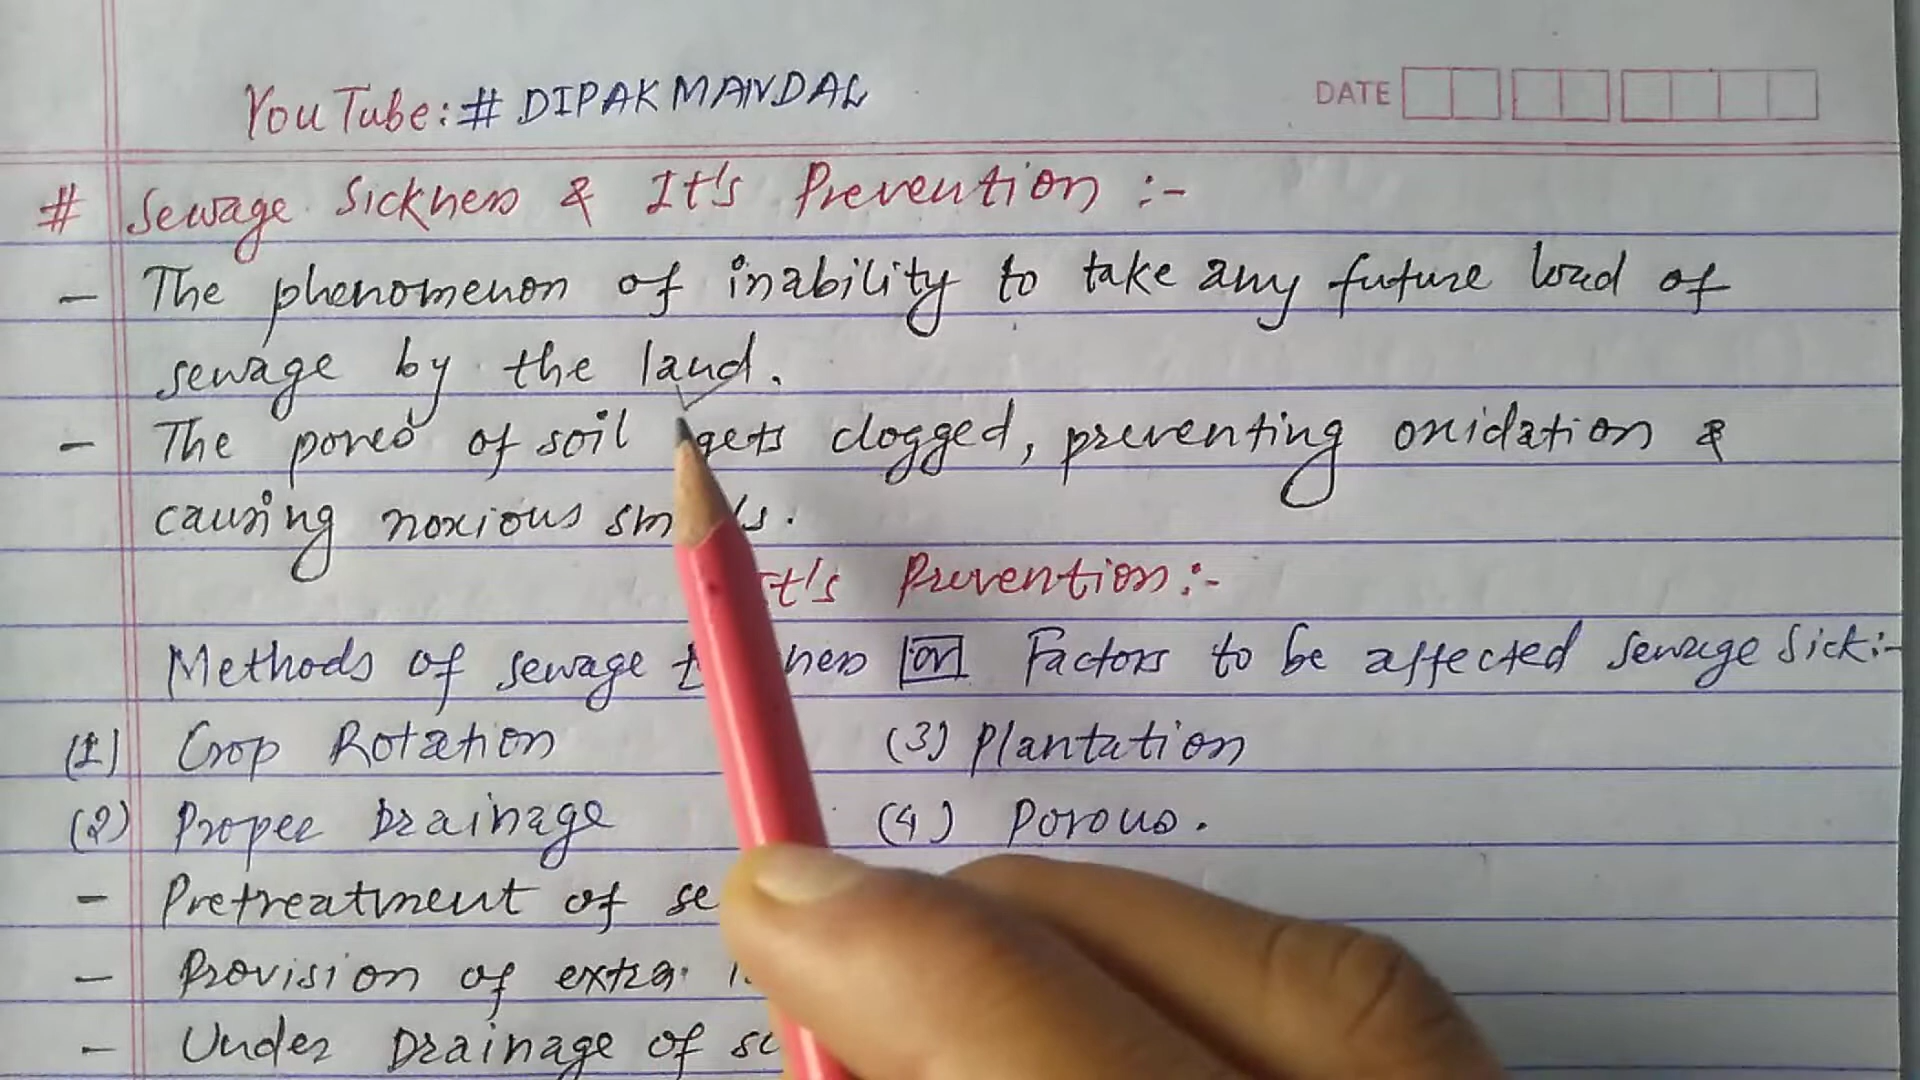 YouTube: # DIPAK MANDAL
DATE
# Sewage Sickness & It's Prevention :-
- The phenomenon of inability to take any future load of
sewage by the land.
- The pores of soil gets clogged, preventing oxidation &
causing noxious
It's Prevention:-
Methods of sewage or Factors to be affected sewage Sick:-
(1) Crop Rotation (3) Plantation
(2) Proper Drainage (4) Porous.
- Pretreatment of
- Provision of extra
- Under Drainage of